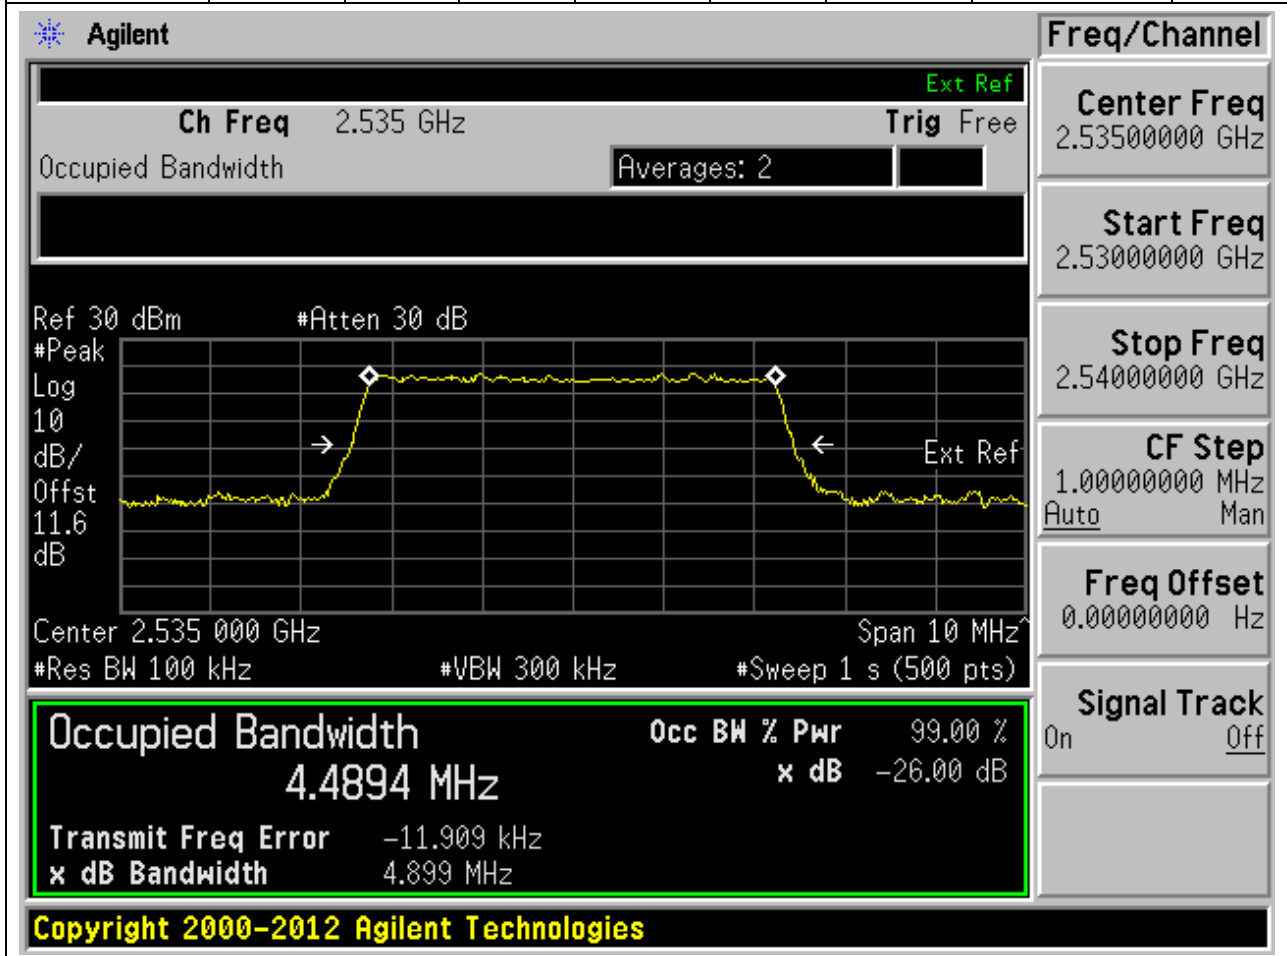 Agilent
Freq/Channel
Ext Ref
Ch Freq 2.535 GHz Trig Free
Occupied Bandwidth Averages: 2
Center Freq
2.53500000 GHz
Start Freq
2.53000000 GHz
Stop Freq
2.54000000 GHz
CF Step
1.00000000 MHz
Auto Man
Freq Offset
0.00000000 Hz
Signal Track
On Off
Ref 30 dBm #Atten 30 dB
#Peak
Log
10
dB/
Offst
11.6
dB
Ext Ref
Center 2.535 000 GHz Span 10 MHz^
#Res BW 100 kHz #VBW 300 kHz #Sweep 1 s (500 pts)
Occupied Bandwidth
4.4894 MHz
Occ BW % Pwr 99.00 %
x dB -26.00 dB
Transmit Freq Error -11.909 kHz
x dB Bandwidth 4.899 MHz
Copyright 2000-2012 Agilent Technologies